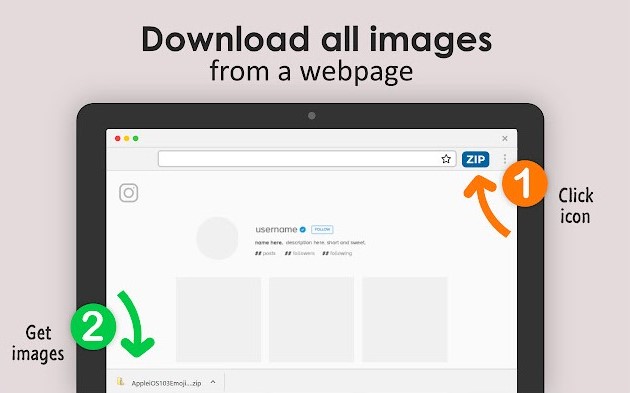 Download all images
from a webpage
ZIP
1
Click
icon
username FOLLOW
name here, description here. short and sweet.
## posts ## followers ## following
2
Get
images
AppleiOS103Emoji....zip